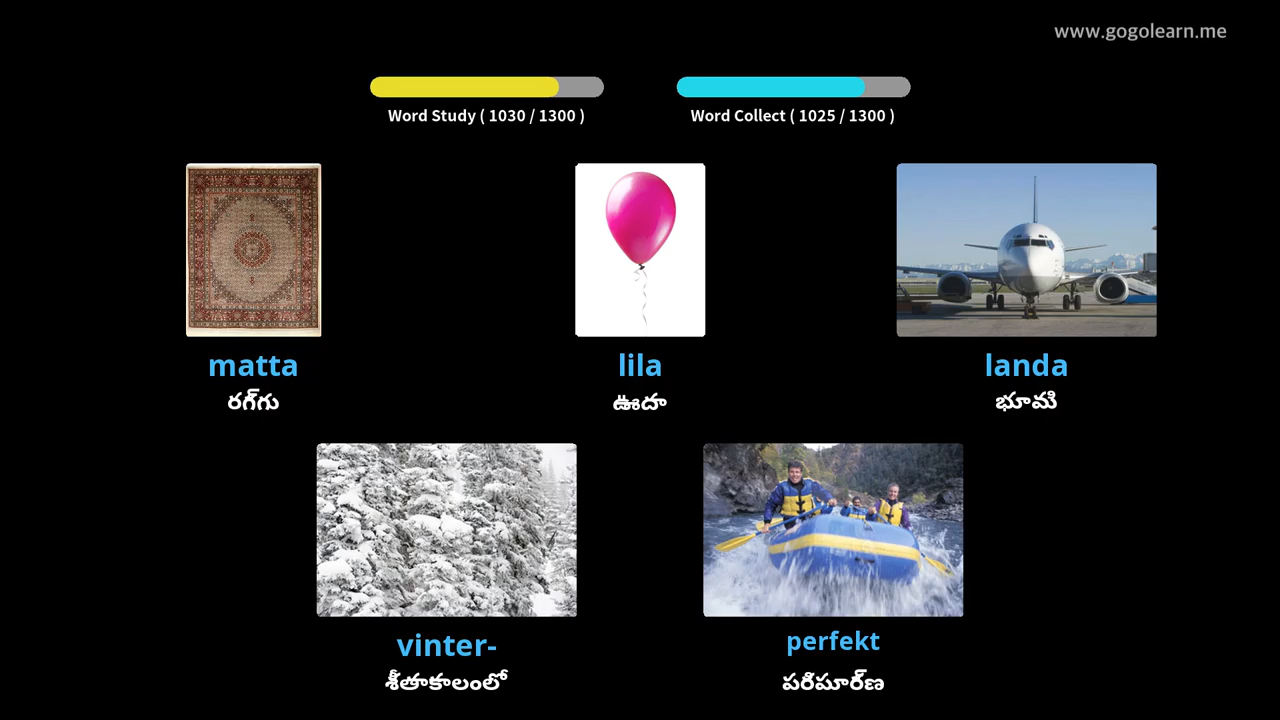 www.gogolearn.me
Word Study ( 1030 / 1300 )
Word Collect ( 1025 / 1300 )
matta
lila
landa
రగ్గు
ఊదా
భూమి
vinter-
perfekt
శీతాకాలంలో
పరిపూర్ణ